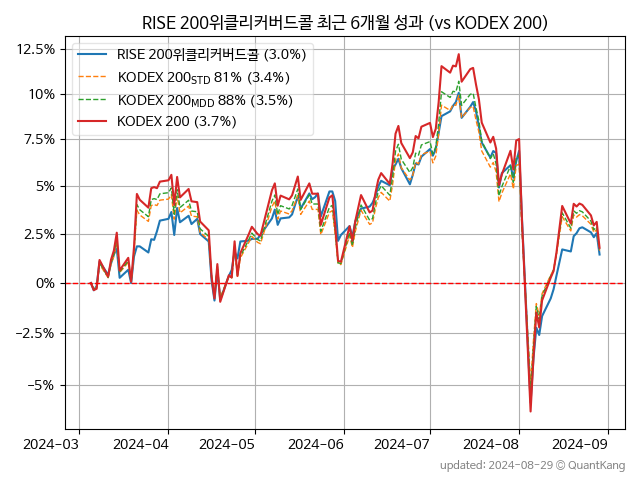 RISE 200위클리커버드콜 최근 6개월 성과 (vs KODEX 200)
12.5%
10%
7.5%
5%
2.5%
0%
−2.5%
−5%
RISE 200위클리커버드콜 (3.0%)
KODEX 200STD 81% (3.4%)
KODEX 200MDD 88% (3.5%)
KODEX 200 (3.7%)
2024-03 2024-04 2024-05 2024-06 2024-07 2024-08 2024-09
updated: 2024-08-29 © QuantKang